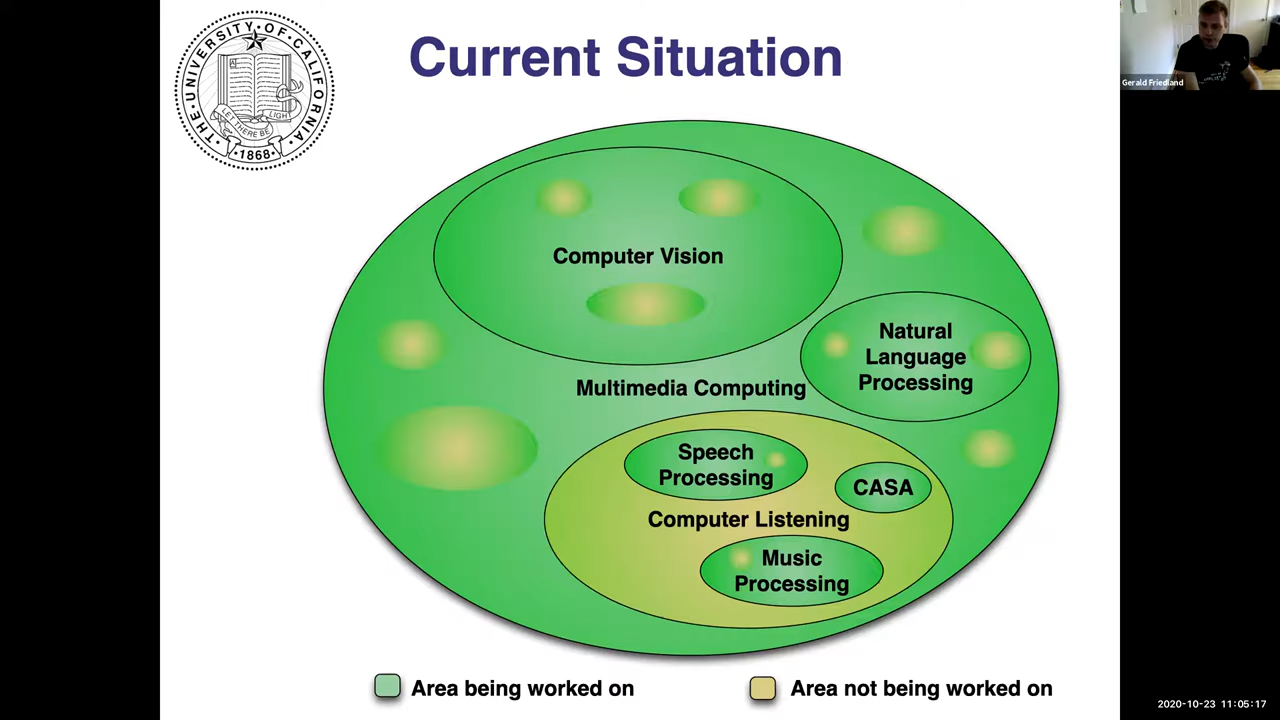 THE·UNIVERSITY·OF·CALIFORNIA·
A
LET THERE BE
LIGHT
·1868·
Current Situation
Gerald Friedland
Computer Vision
Natural
Language
Processing
Multimedia Computing
Speech
Processing
CASA
Computer Listening
Music
Processing
Area being worked on
Area not being worked on
2020-10-23 11:05:17